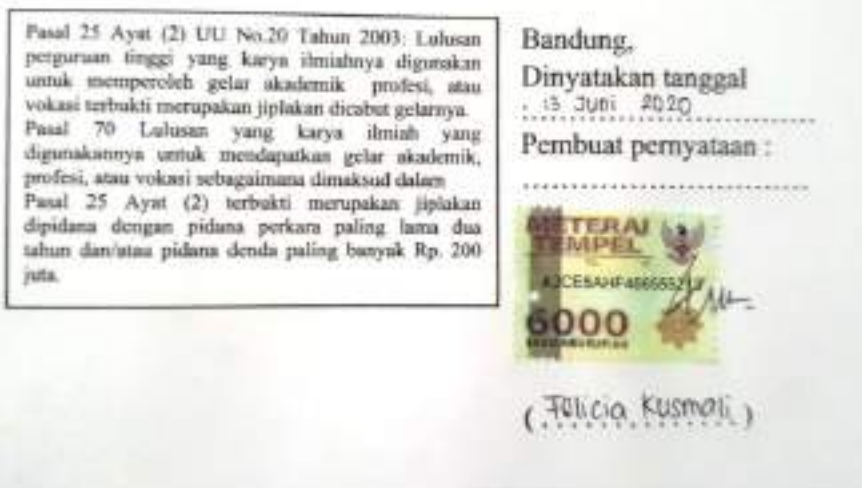 Pasal 25 Ayat (2) UU No.20 Tahun 2003: Lulusan
perguruan tinggi yang karya ilmiahnya digunakan
untuk memperoleh gelar akademik profesi, atau
vokasi terbukti merupakan jiplakan dicabut gelarnya.
Pasal 70 Lulusan yang karya ilmiah yang
digunakannya untuk mendapatkan gelar akademik,
profesi, atau vokasi sebagaimana dimaksud dalam
Pasal 25 Ayat (2) terbukti merupakan jiplakan
dipidana dengan pidana perkara paling lama dua
tahun dan/atau pidana denda paling banyak Rp. 200
juta.
Bandung,
Dinyatakan tanggal
13 Juni 2020
Pembuat pernyataan :
METERAI
TEMPEL
6000
(Felicia Kusmali)